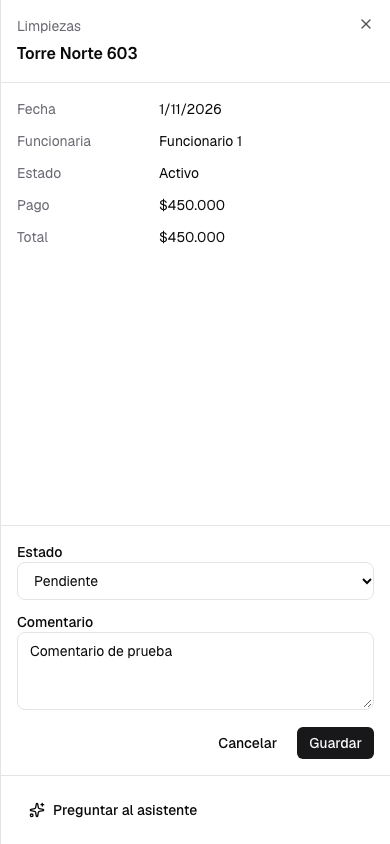 Limpiezas
Torre Norte 603
Fecha 1/11/2026
Funcionaria Funcionario 1
Estado Activo
Pago $450.000
Total $450.000
Estado
Pendiente
Comentario
Comentario de prueba
Cancelar Guardar
Preguntar al asistente